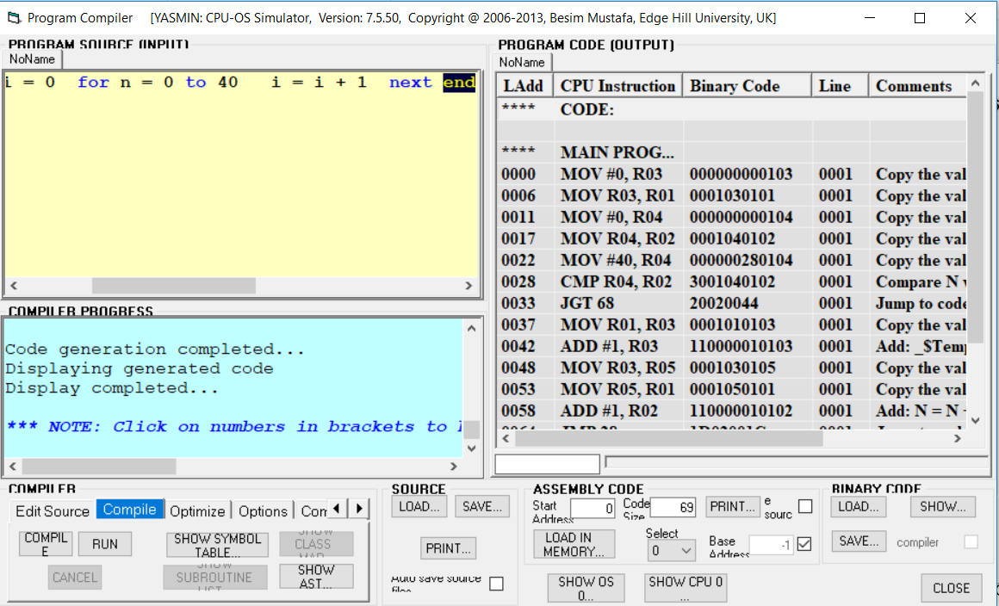 Program Compiler [YASMIN: CPU-OS Simulator, Version: 7.5.50, Copyright @ 2006-2013, Besim Mustafa, Edge Hill University, UK]
PROGRAM SOURCE (INPUT)
NoName
i = 0 for n = 0 to 40 i = i + 1 next end
COMPILER PROGRESS
Code generation completed...
Displaying generated code
Display completed...
*** NOTE: Click on numbers in brackets to
PROGRAM CODE (OUTPUT)
NoName
LAdd CPU Instruction Binary Code Line Comments
**** CODE:
**** MAIN PROG...
0000 MOV #0, R03 000000000103 0001 Copy the val
0006 MOV R03, R01 0001030101 0001 Copy the val
0011 MOV #0, R04 000000000104 0001 Copy the val
0017 MOV R04, R02 0001040102 0001 Copy the val
0022 MOV #40, R04 000000280104 0001 Copy the val
0028 CMP R04, R02 3001040102 0001 Compare N
0033 JGT 68 20020044 0001 Jump to code
0037 MOV R01, R03 0001010103 0001 Copy the val
0042 ADD #1, R03 110000010103 0001 Add: _$Temp
0048 MOV R03, R05 0001030105 0001 Copy the val
0053 MOV R05, R01 0001050101 0001 Copy the val
0058 ADD #1, R02 110000010102 0001 Add: N = N
COMPILER
Edit Source Compile Optimize Options Con
COMPIL
E
RUN
SHOW SYMBOL
TABLE...
SHOW
CLASS
CANCEL
SHOW
SUBROUTINE
SHOW
AST...
SOURCE
LOAD... SAVE...
PRINT...
Auto save source
files
ASSEMBLY CODE
Start
Address
0
Code
Size
69
PRINT...
e
sourc
LOAD IN
MEMORY...
Select
0
Base
Address
-1
SHOW OS
0...
SHOW CPU 0
...
BINARY CODE
LOAD... SHOW...
SAVE... compiler
CLOSE